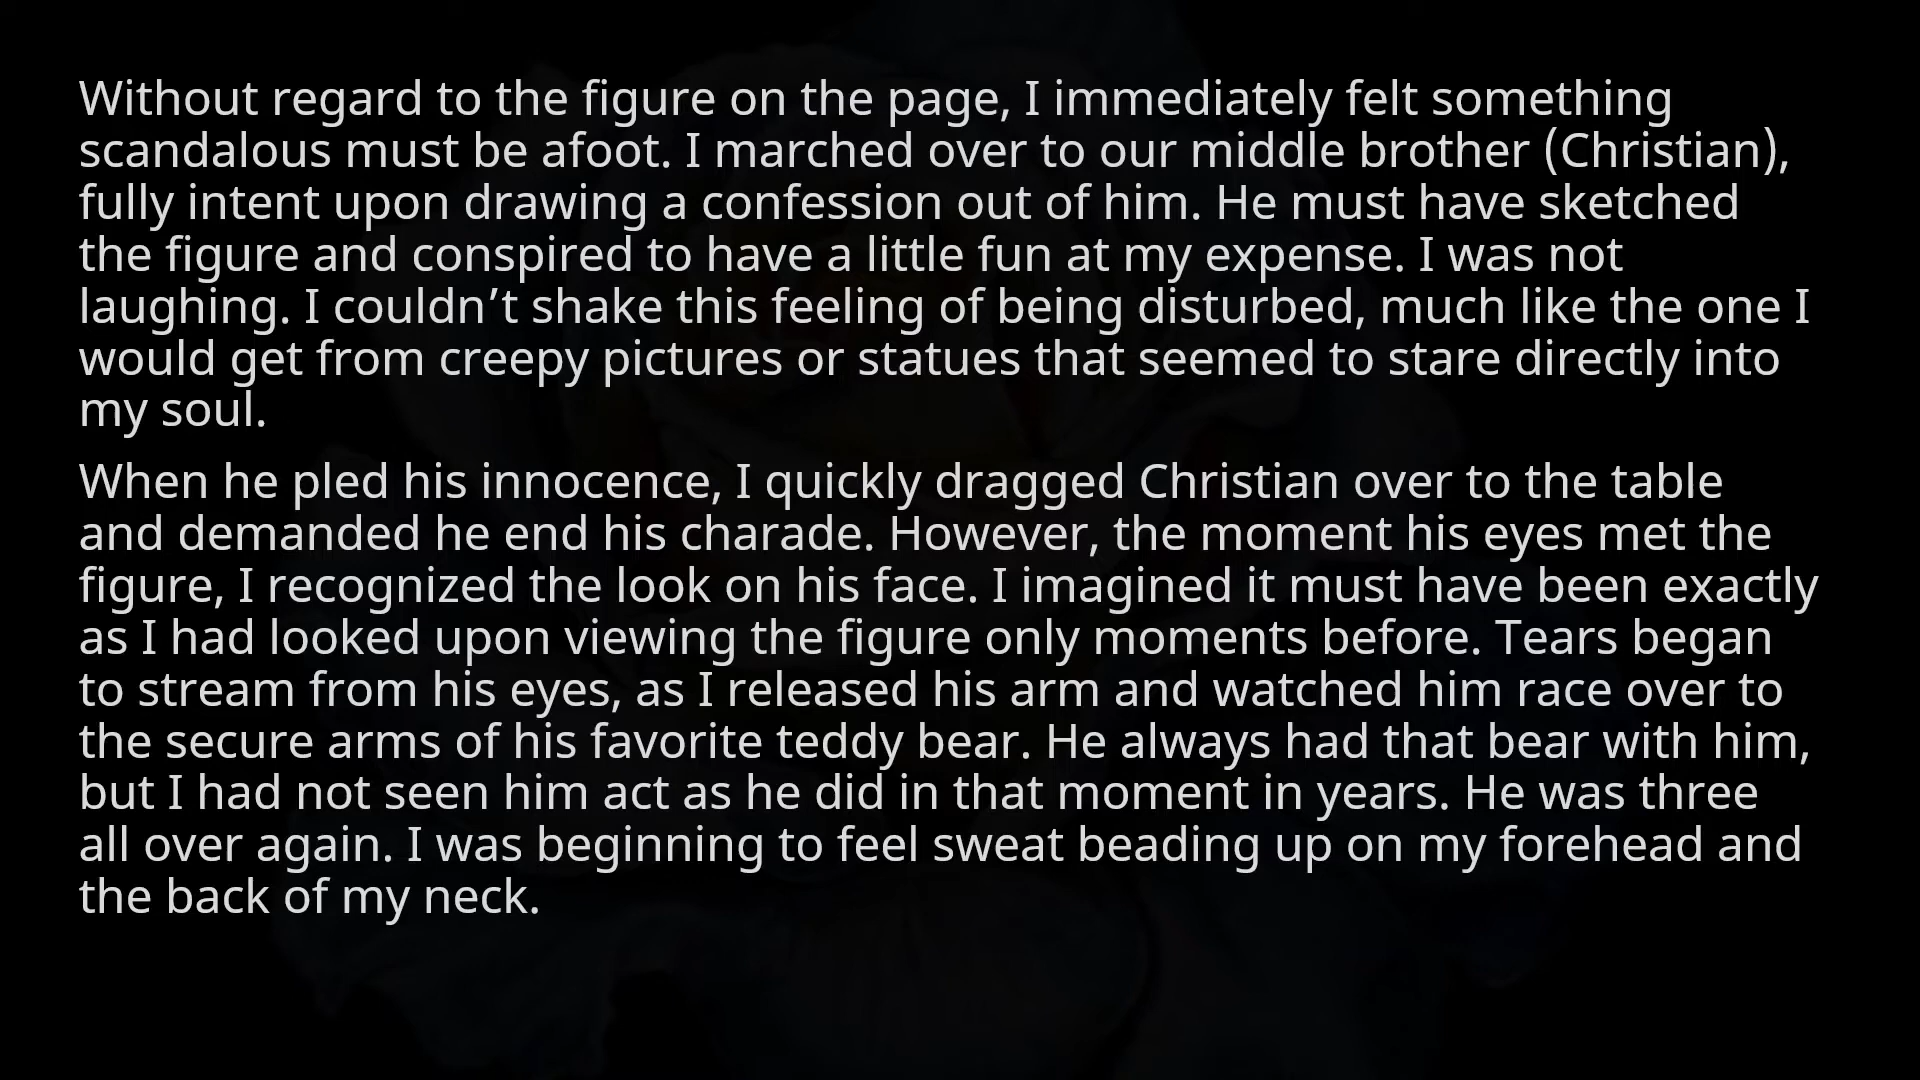 Without regard to the figure on the page, I immediately felt something
scandalous must be afoot. I marched over to our middle brother (Christian),
fully intent upon drawing a confession out of him. He must have sketched
the figure and conspired to have a little fun at my expense. I was not
laughing. I couldn’t shake this feeling of being disturbed, much like the one I
would get from creepy pictures or statues that seemed to stare directly into
my soul.
When he pled his innocence, I quickly dragged Christian over to the table
and demanded he end his charade. However, the moment his eyes met the
figure, I recognized the look on his face. I imagined it must have been exactly
as I had looked upon viewing the figure only moments before. Tears began
to stream from his eyes, as I released his arm and watched him race over to
the secure arms of his favorite teddy bear. He always had that bear with him,
but I had not seen him act as he did in that moment in years. He was three
all over again. I was beginning to feel sweat beading up on my forehead and
the back of my neck.